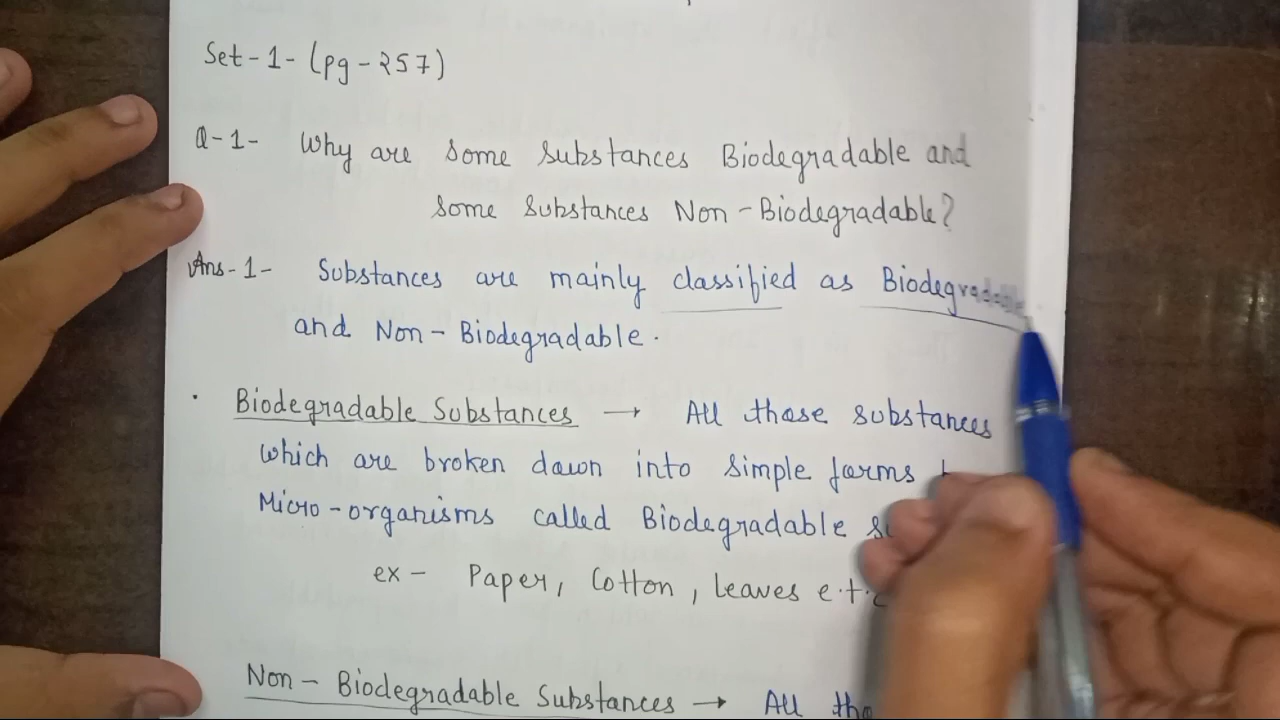 Set-1- (pg-257)
Q-1- Why are some substances Biodegradable and
some substances Non-Biodegradable?
Ans-1- Substances are mainly classified as Biodegradable
and Non-Biodegradable.
· Biodegradable Substances → All those substances
which are broken down into simple forms
Micro-organisms called Biodegradable
ex- Paper, Cotton, leaves e.t.c
Non-Biodegradable Substances → All